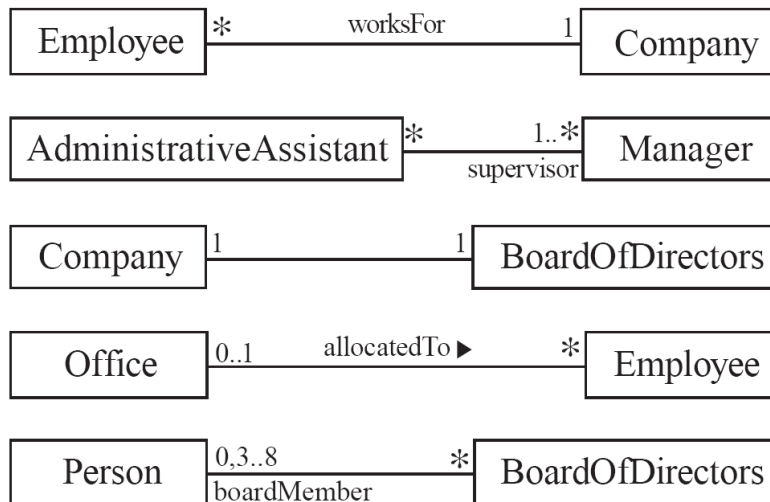 Employee * worksFor 1 Company
AdministrativeAssistant * 1..* Manager
supervisor
Company 1 1 BoardOfDirectors
Office 0..1 allocatedTo ▶ * Employee
Person 0,3..8 * BoardOfDirectors
boardMember